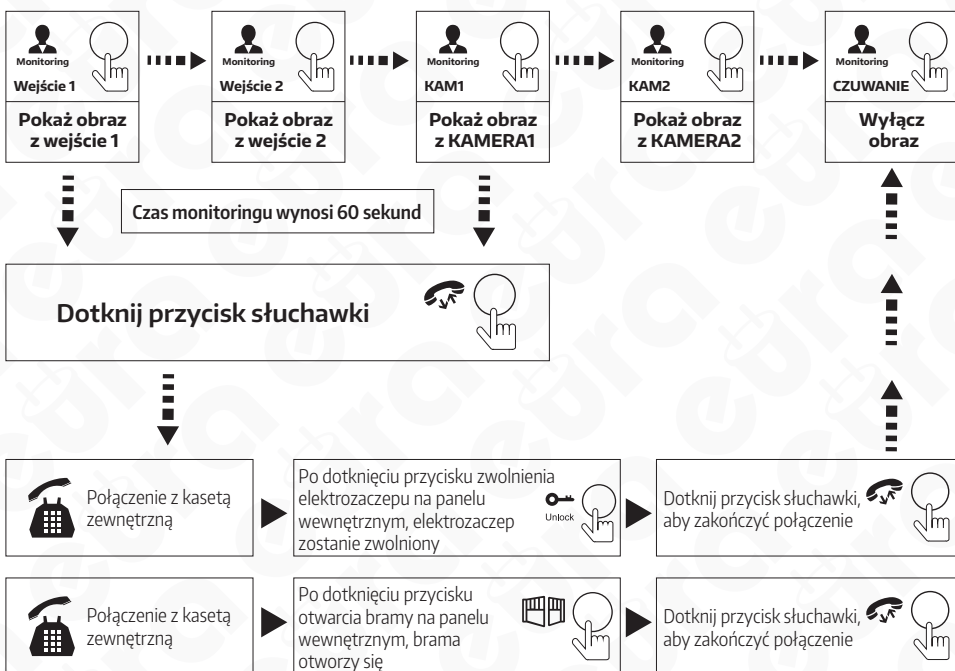 Monitoring
Wejście 1
Pokaż obraz
z wejście 1
Monitoring
Wejście 2
Pokaż obraz
z wejście 2
Monitoring
KAM1
Pokaż obraz
z KAMERA1
Monitoring
KAM2
Pokaż obraz
z KAMERA2
Monitoring
CZUWANIE
Wyłącz
obraz
Czas monitoringu wynosi 60 sekund
Dotknij przycisk słuchawki
Połączenie z kasetą
zewnętrzną
Po dotknięciu przycisku zwolnienia
elektrozaczepu na panelu
wewnętrznym, elektrozaczep
zostanie zwolniony
Unlock
Dotknij przycisk słuchawki,
aby zakończyć połączenie
Połączenie z kasetą
zewnętrzną
Po dotknięciu przycisku
otwarcia bramy na panelu
wewnętrznym, brama
otworzy się
Dotknij przycisk słuchawki,
aby zakończyć połączenie